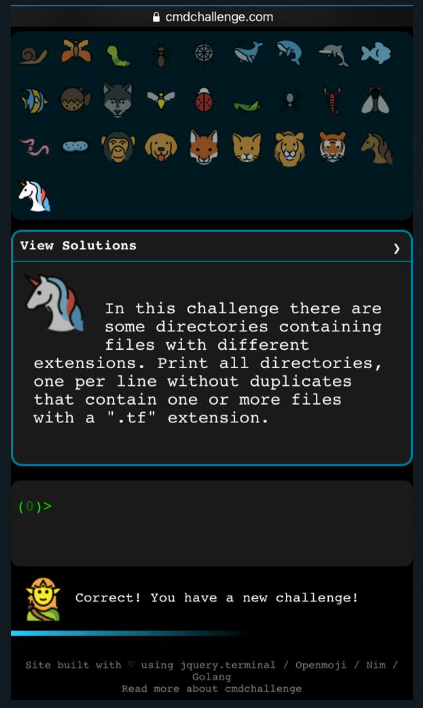 cmdchallenge.com
View Solutions ❯
In this challenge there are
some directories containing
files with different
extensions. Print all directories,
one per line without duplicates
that contain one or more files
with a ".tf" extension.
(0)>
Correct! You have a new challenge!
Site built with ♡ using jquery.terminal / Openmoji / Nim /
Golang
Read more about cmdchallenge